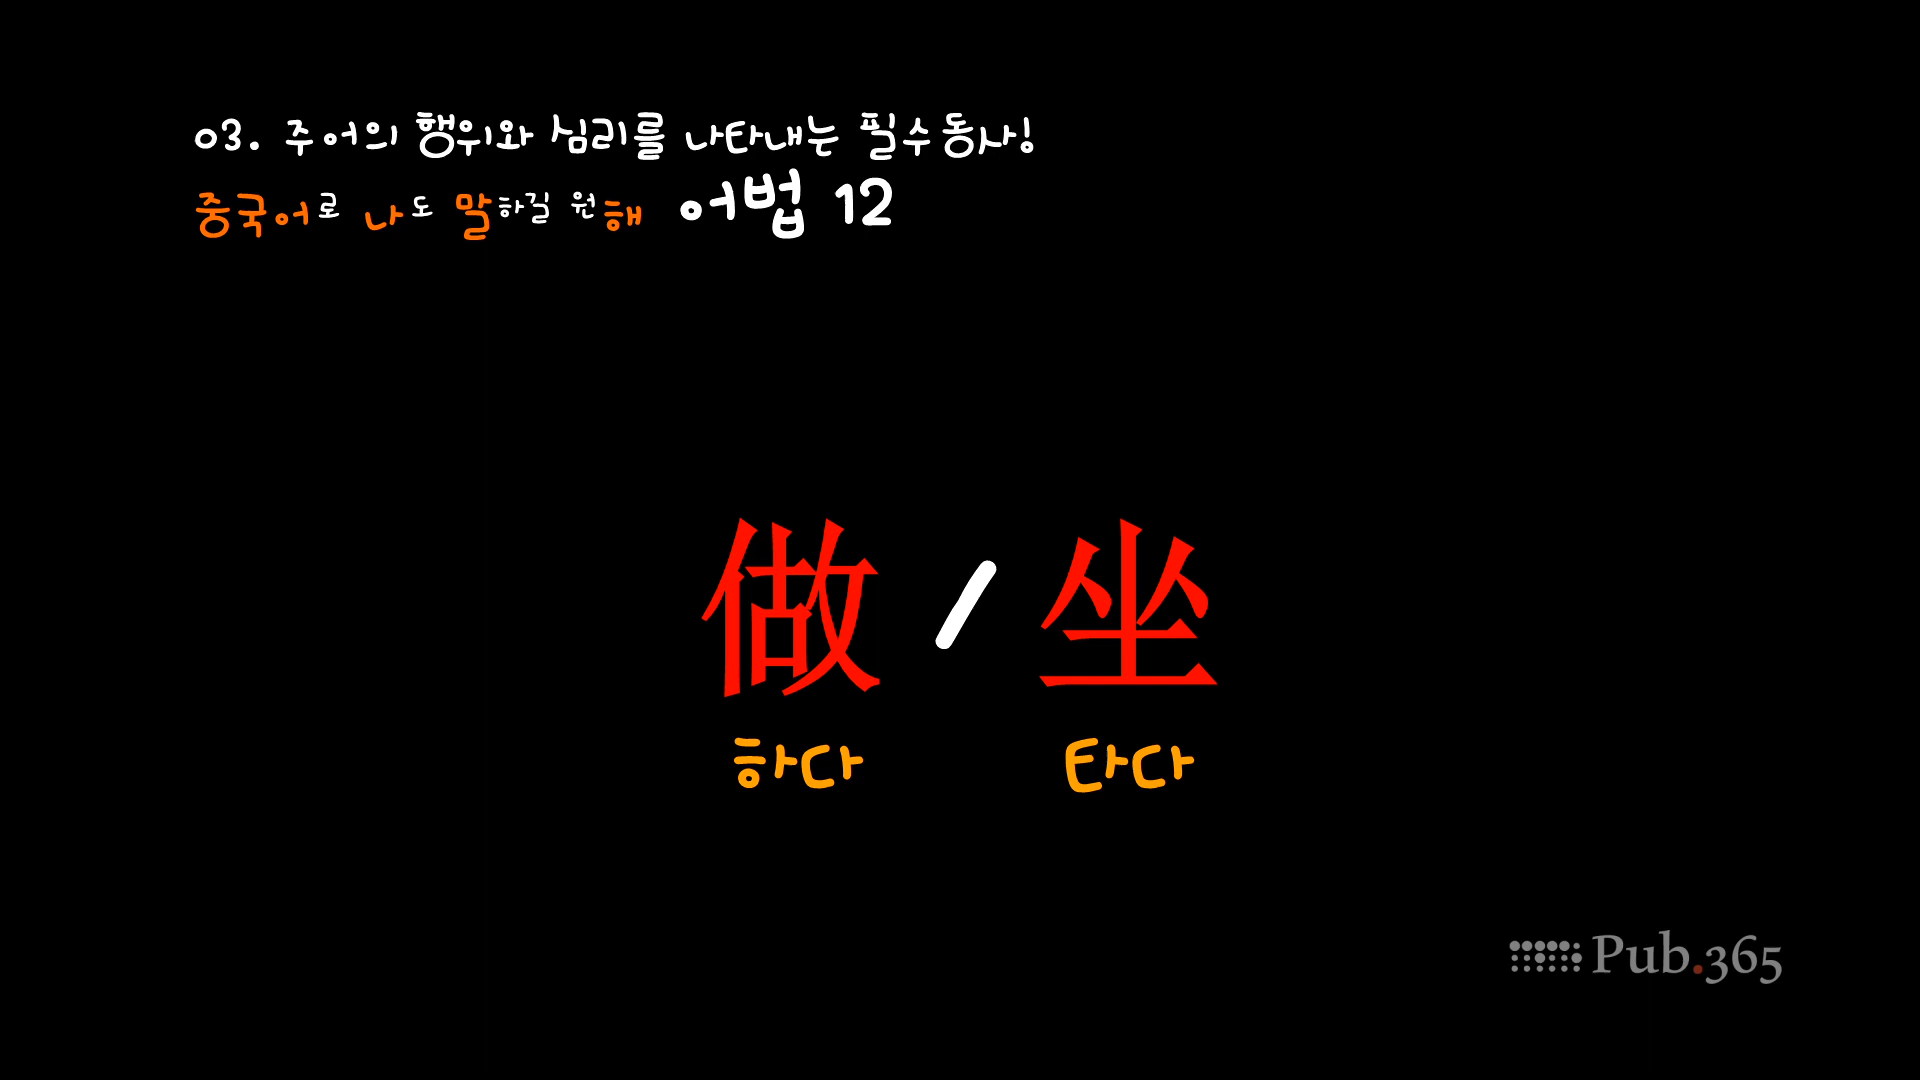 03. 주어의 행위와 심리를 나타내는 필수동사!
중국어로 나도 말하길 원해 어법 12
做 / 坐
하다 타다
Pub.365